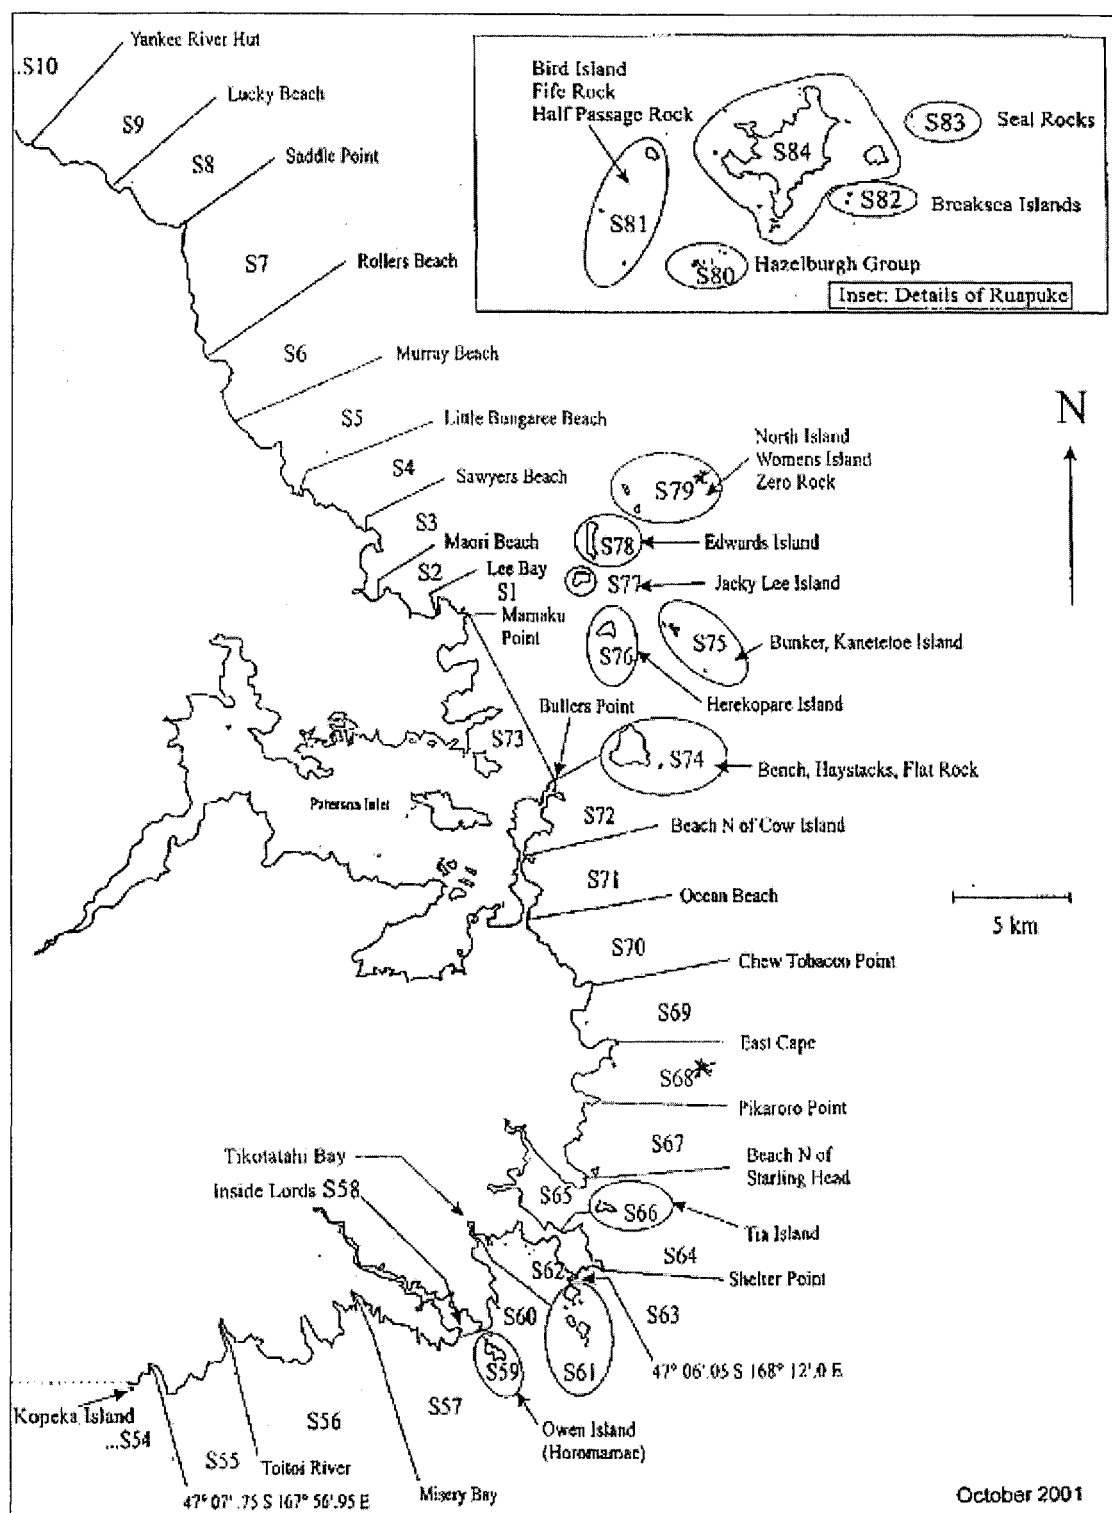 Yankee River Hut
...S10
Lucky Beach
S9
S8
Saddle Point
S7
Rollers Beach
S6
Murray Beach
S5
Little Bungaree Beach
S4
Sawyers Beach
S3
Maori Beach
S2
Lee Bay
S1
Mamaku
Point
Bird Island
Fife Rock
Half Passage Rock
S84
S83
Seal Rocks
S82
Breaksea Islands
S81
S80
Hazelburgh Group
Inset: Details of Ruapuke
N
North Island
Womens Island
Zero Rock
S79
S78
Edwards Island
S77
Jacky Lee Island
S75
Bunker, Kaneteloe Island
S76
Herekopare Island
Bullers Point
S73
S74
Bench, Haystacks, Flat Rock
Paterson Inlet
S72
Beach N of Cow Island
S71
Ocean Beach
5 km
S70
Chew Tobacco Point
S69
East Cape
S68
Pikaroro Point
S67
Beach N of
Starling Head
Tikotatahi Bay
Inside Lords S58
S65
S66
Tia Island
S64
S62
Shelter Point
S63
S60
S61
47° 06'.05 S 168° 12'.0 E
S59
S57
Owen Island
(Horomamae)
Kopeka Island
...S54
S56
S55
Toitoi River
47° 07'.75 S 167° 56'.95 E
Misery Bay
October 2001